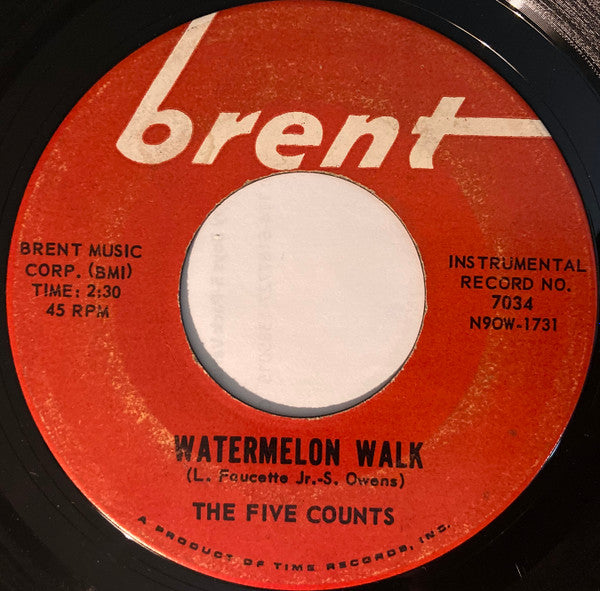 brent
BRENT MUSIC
CORP. (BMI)
TIME: 2:30
45 RPM
INSTRUMENTAL
RECORD NO.
7034
N9OW-1731
WATERMELON WALK
(L. Faucette Jr.-S. Owens)
THE FIVE COUNTS
A PRODUCT OF TIME RECORDS, INC.